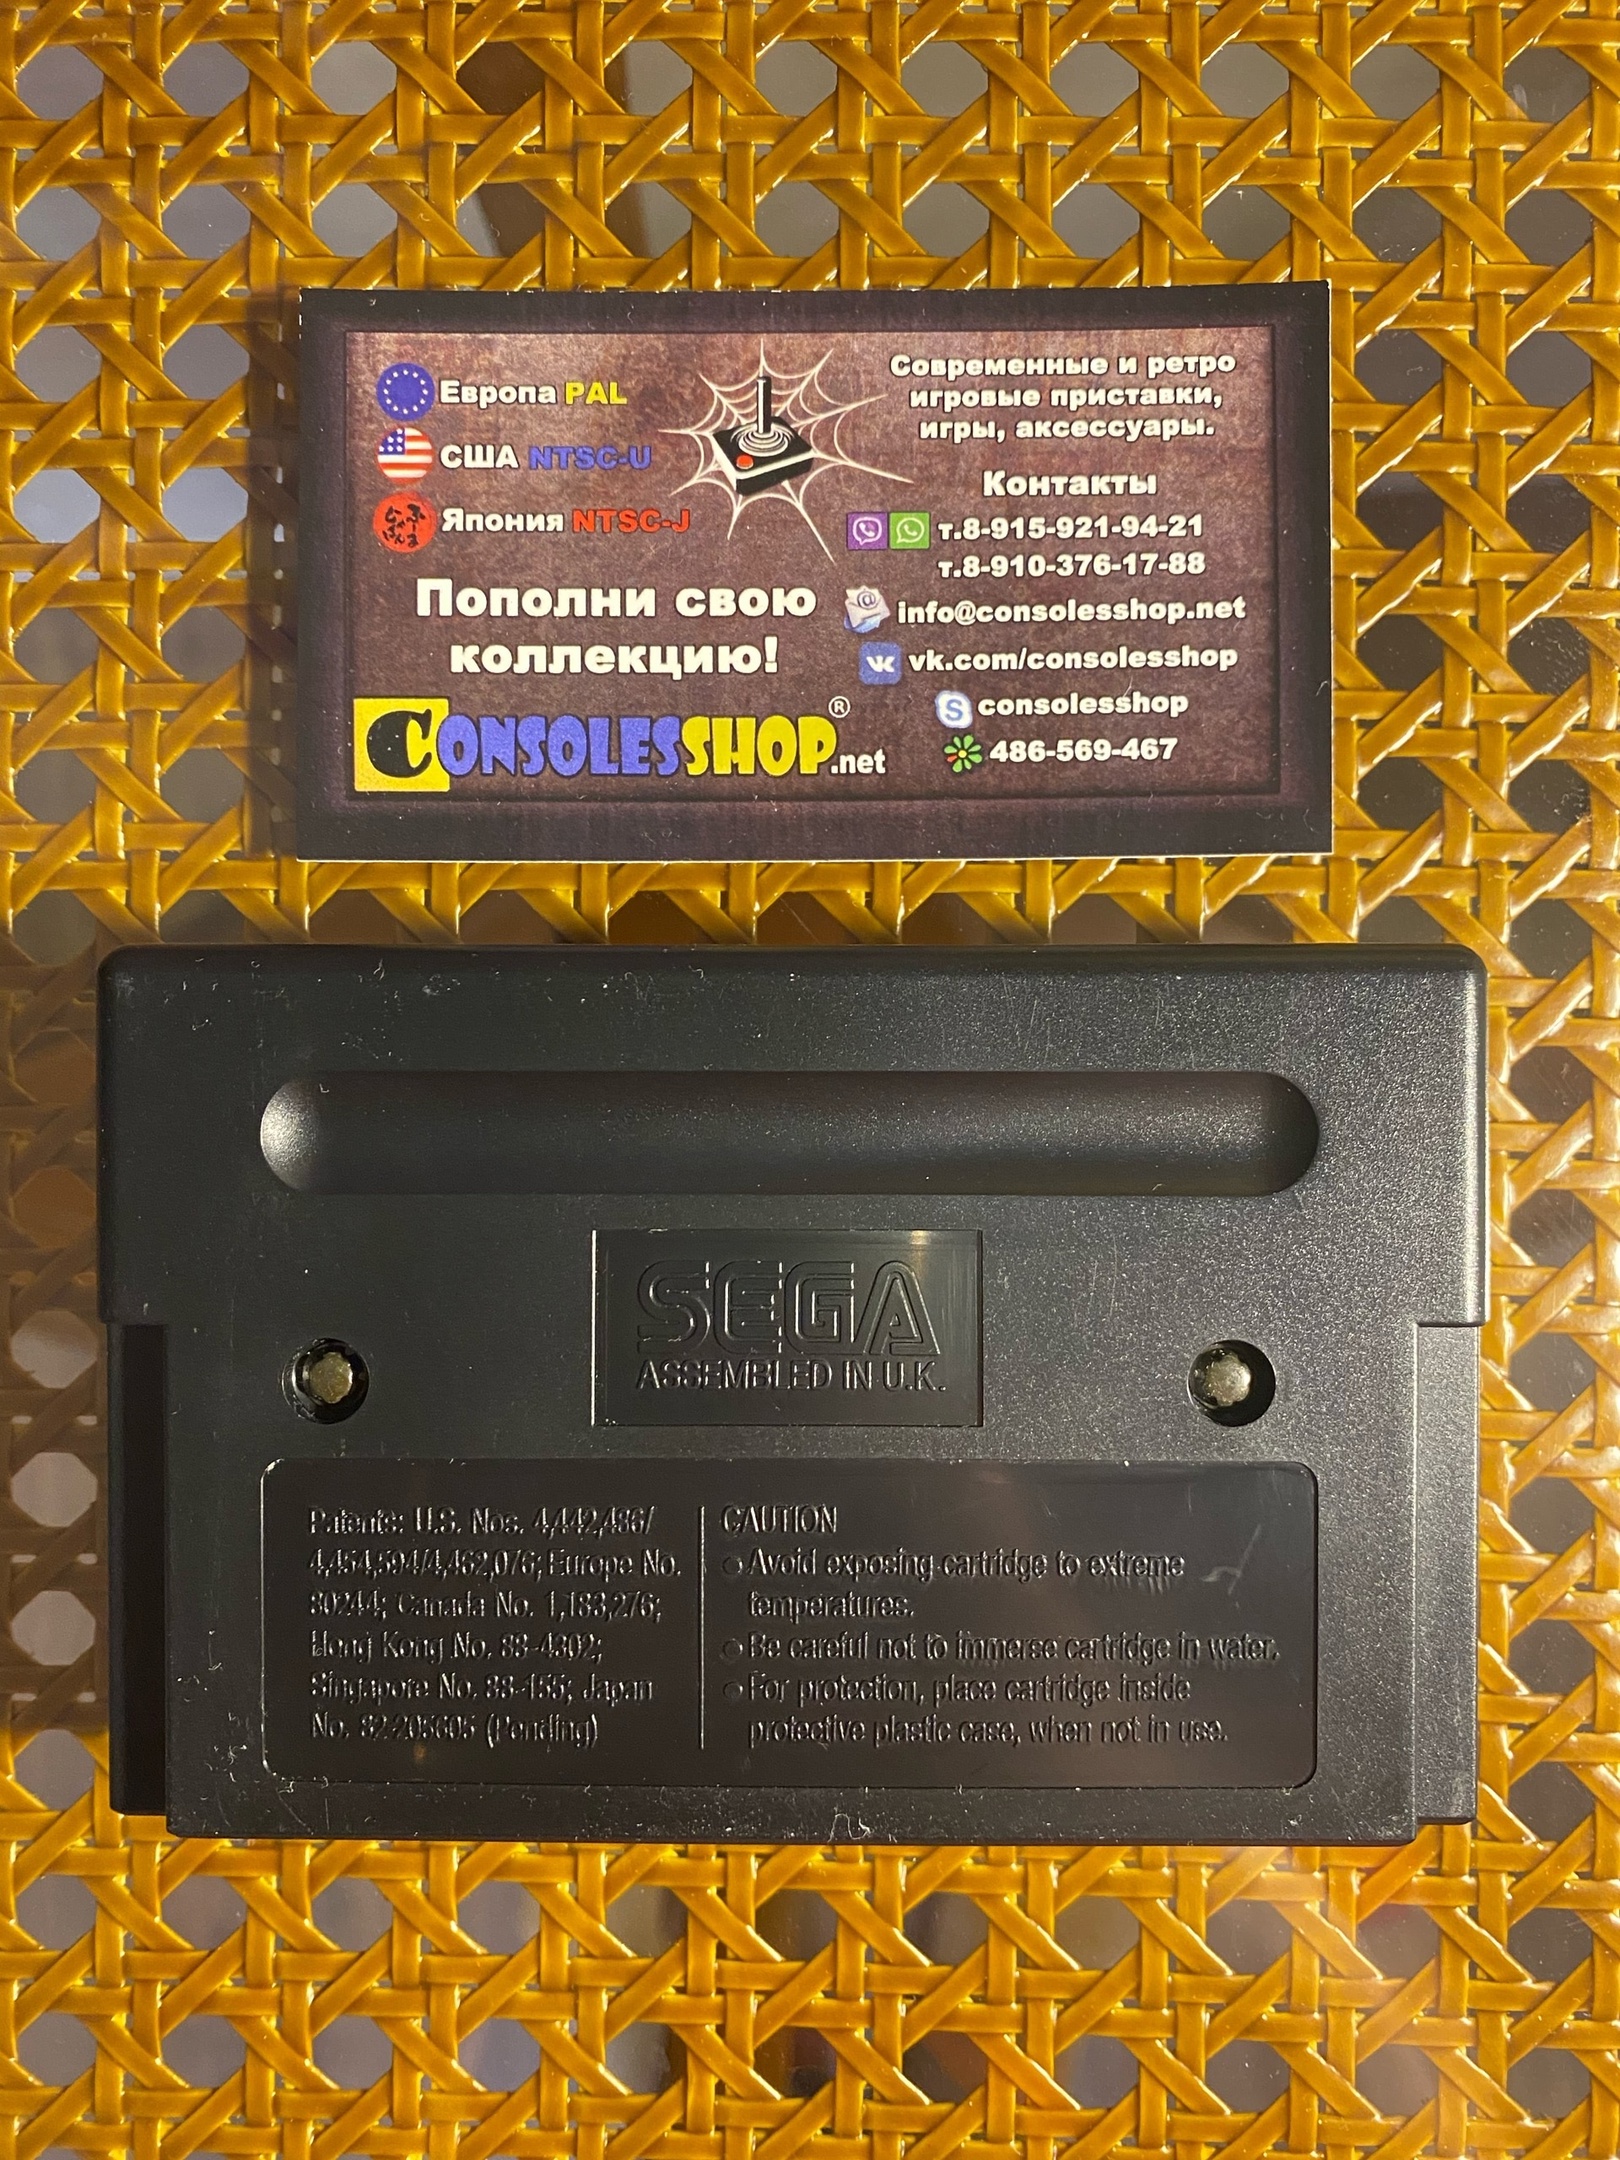 Европа PAL
США NTSC-U
Япония NTSC-J
Пополни свою
коллекцию!
CONSOLESSHOP.net®
Современные и ретро
игровые приставки,
игры, аксессуары.
Контакты
т.8-915-921-94-21
т.8-910-376-17-88
info@consolesshop.net
vk.com/consolesshop
consolesshop
486-569-467
SEGA
ASSEMBLED IN U.K.
Patents: U.S. Nos. 4,442,486/
4,454,594/4,462,076; Europe No.
80244; Canada No. 1,183,276;
Hong Kong No. 88-4302;
Singapore No. 88-155; Japan
No. 82-205605 (Pending)
CAUTION
Avoid exposing cartridge to extreme
temperatures.
Be careful not to immerse cartridge in water.
For protection, place cartridge inside
protective plastic case, when not in use.